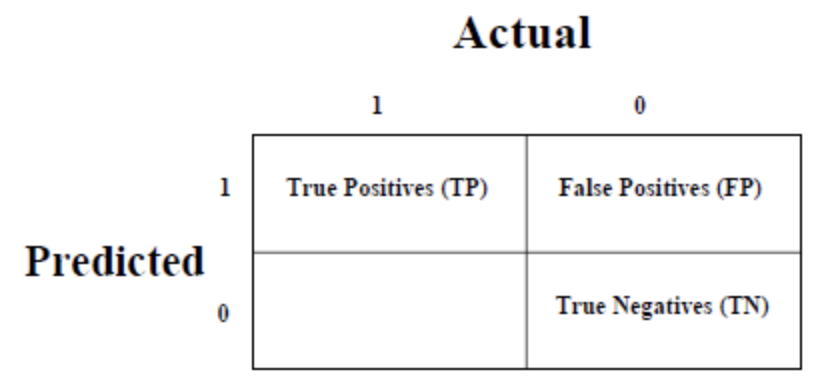 Actual
1 0
1 True Positives (TP) False Positives (FP)
Predicted
0 True Negatives (TN)